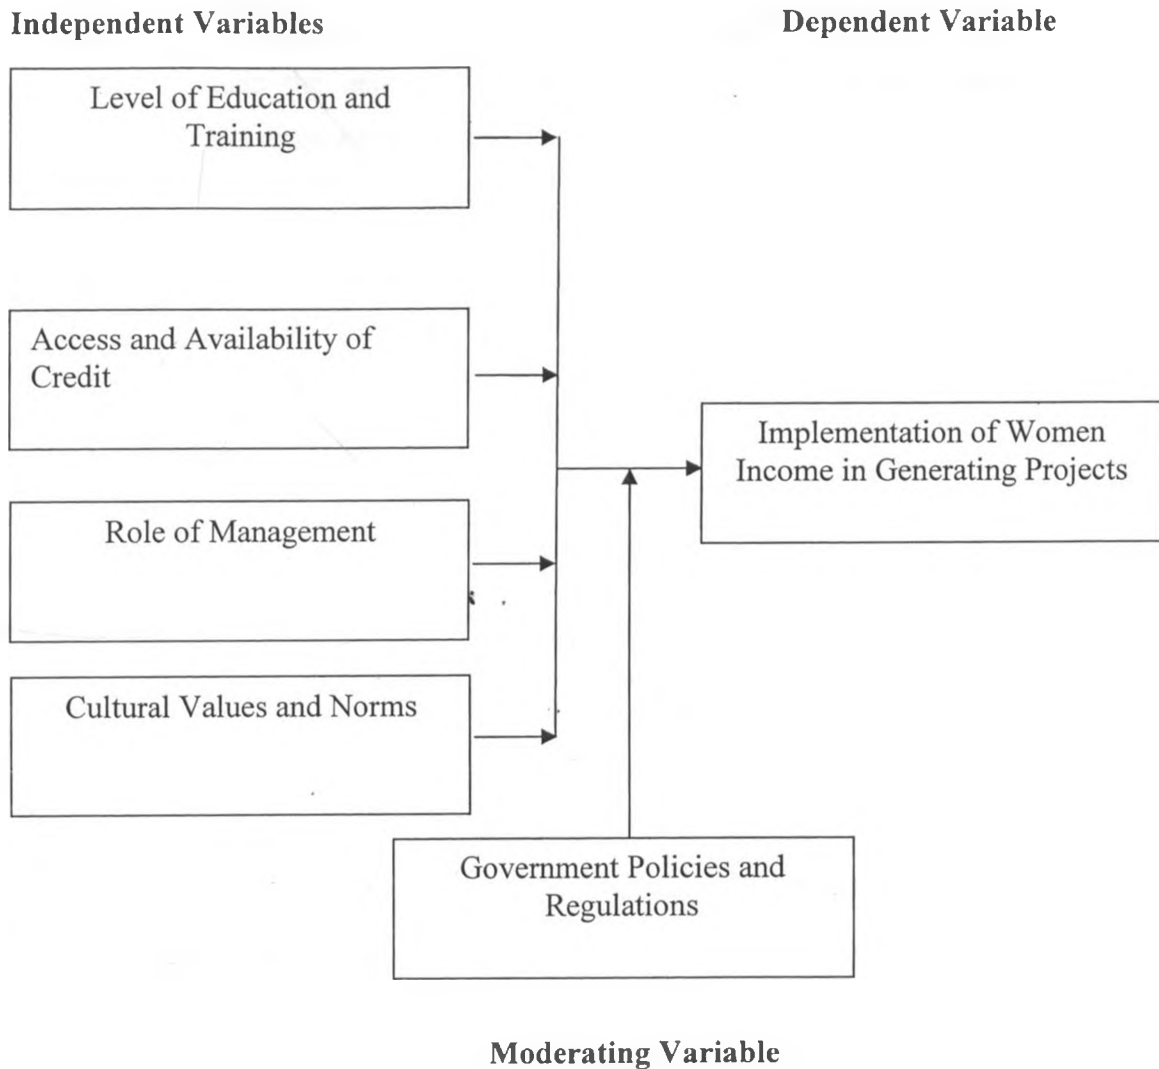 Independent Variables
Dependent Variable
Level of Education and
Training
Access and Availability of
Credit
Role of Management
Cultural Values and Norms
Implementation of Women
Income in Generating Projects
Government Policies and
Regulations
Moderating Variable